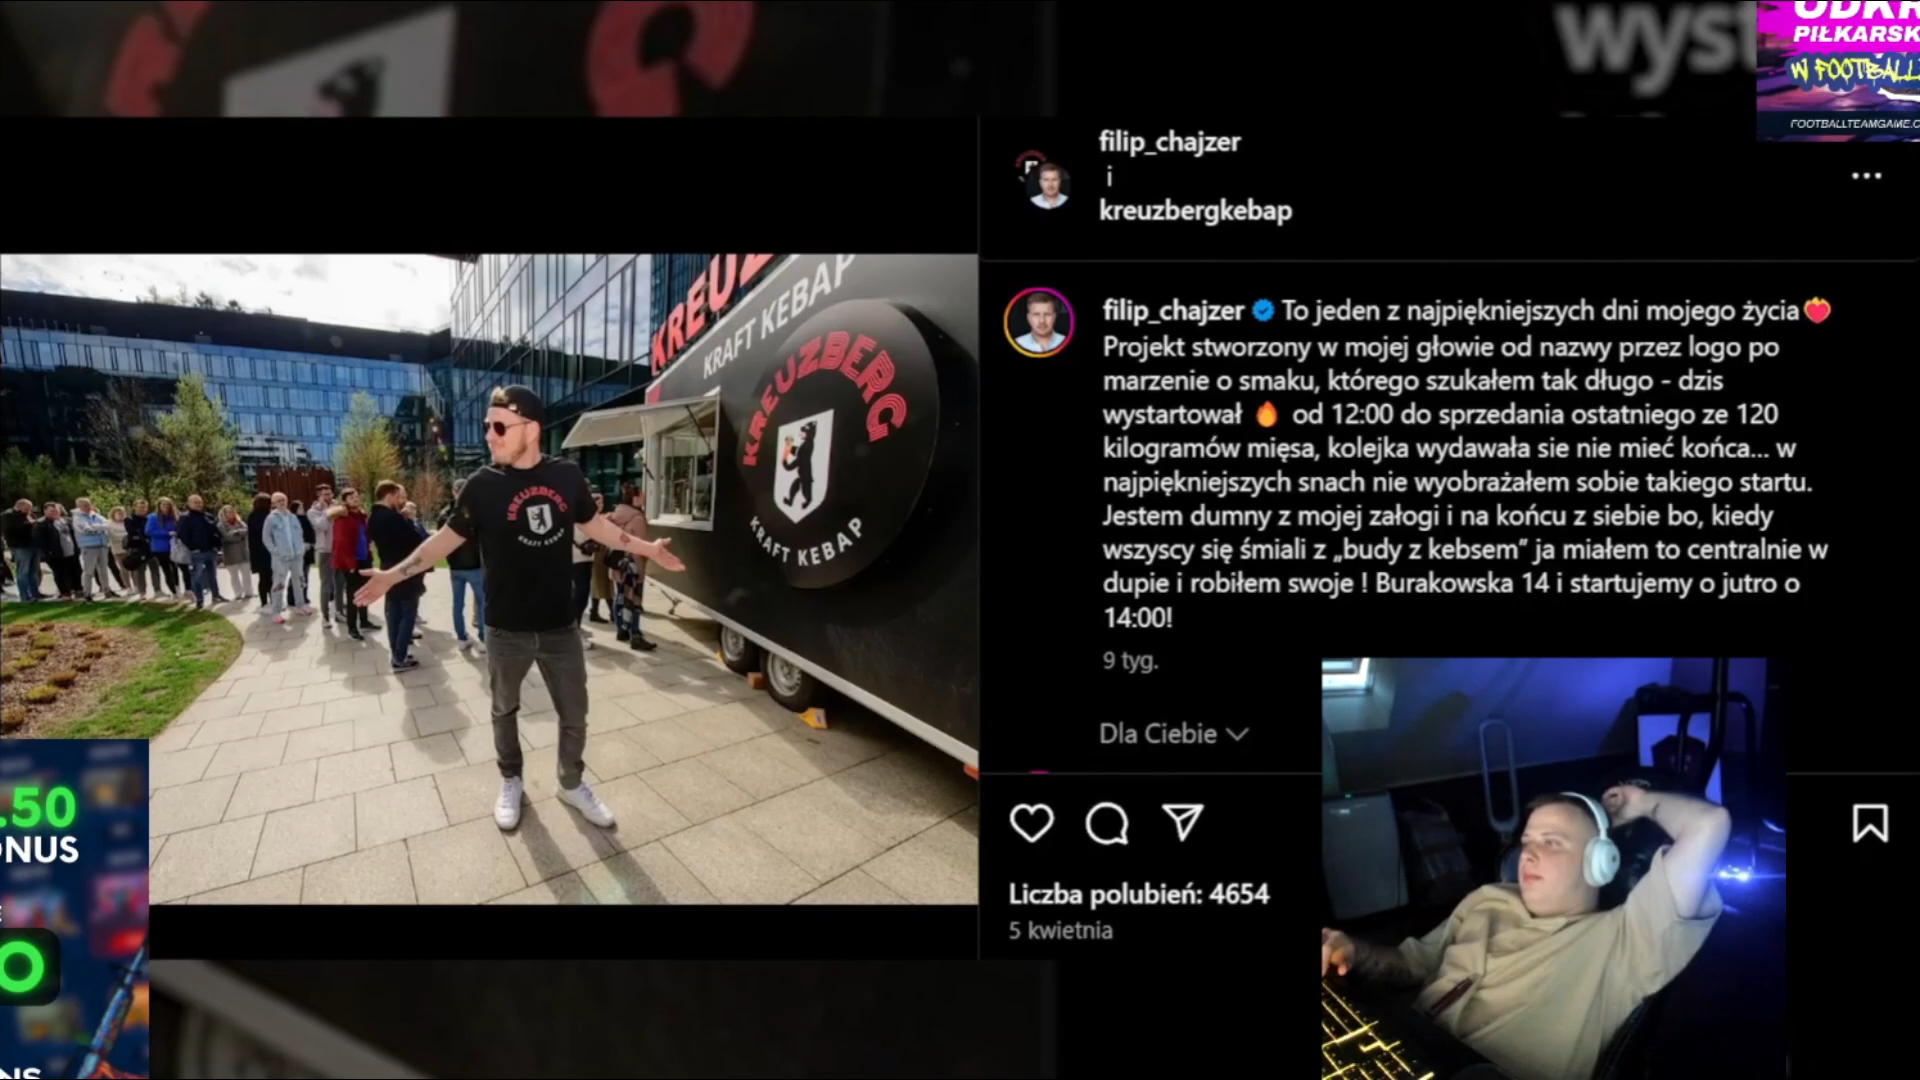 wyst
PIŁKARSK
W FOOTBALL
FOOTBALLTEAMGAME.C
filip_chajzer
i
kreuzbergkebap
KREUZ
KRAFT KEBAP
KREUZBERG
KRAFT KEBAP
KREUZBERG
KRAFT KEBAP
filip_chajzer To jeden z najpiękniejszych dni mojego życia❤️
Projekt stworzony w mojej głowie od nazwy przez logo po
marzenie o smaku, którego szukałem tak długo - dzis
wystartował 🔥 od 12:00 do sprzedania ostatniego ze 120
kilogramów mięsa, kolejka wydawała sie nie mieć końca... w
najpiękniejszych snach nie wyobrażałem sobie takiego startu.
Jestem dumny z mojej załogi i na końcu z siebie bo, kiedy
wszyscy się śmiali z „budy z kebsem” ja miałem to centralnie w
dupie i robiłem swoje ! Burakowska 14 i startujemy o jutro o
14:00!
9 tyg.
Dla Ciebie
Liczba polubień: 4654
5 kwietnia
.50
ONUS
O